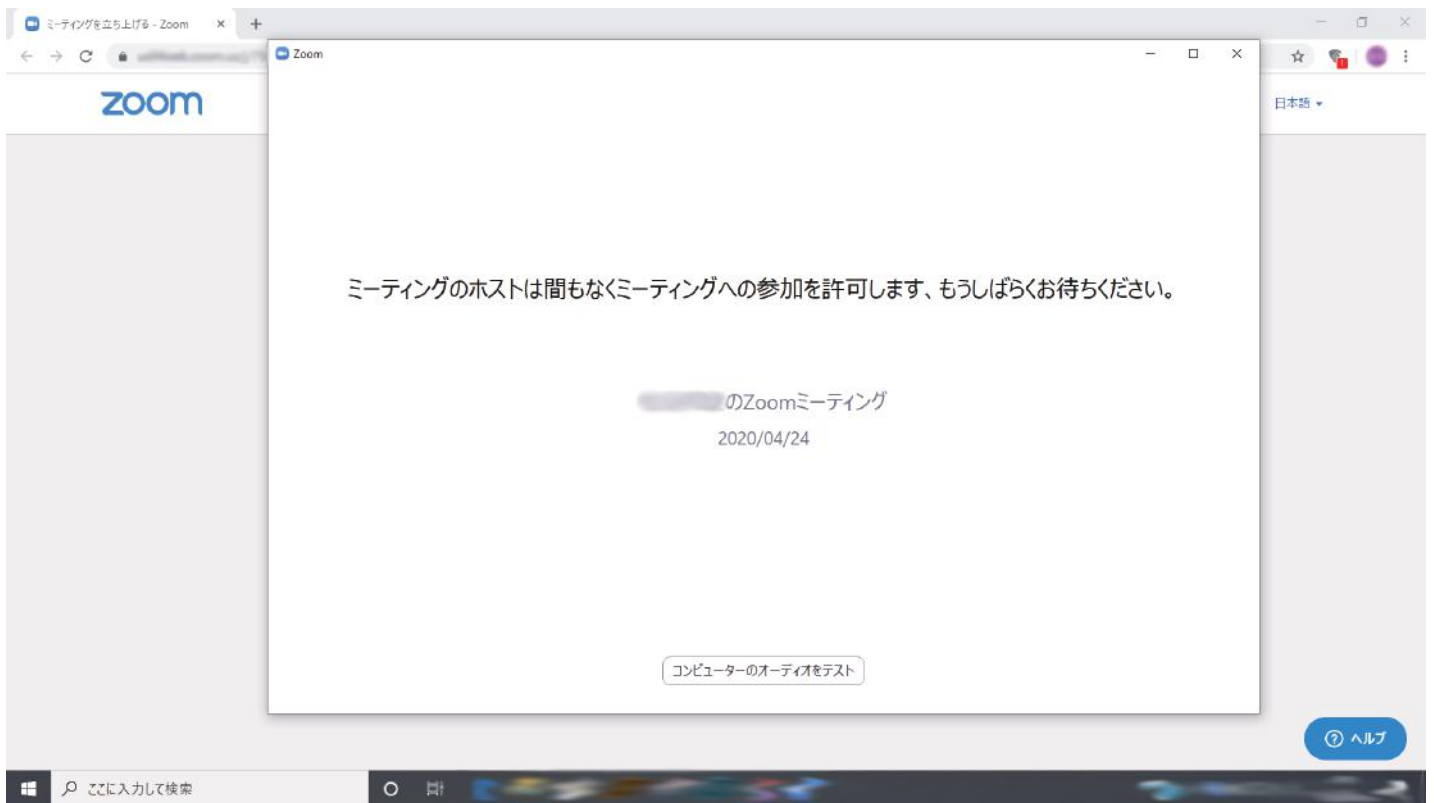 ミーティングを立ち上げる - Zoom
Zoom
zoom
日本語
ミーティングのホストは間もなくミーティングへの参加を許可します、もうしばらくお待ちください。
のZoomミーティング
2020/04/24
コンピューターのオーディオをテスト
ヘルプ
ここに入力して検索